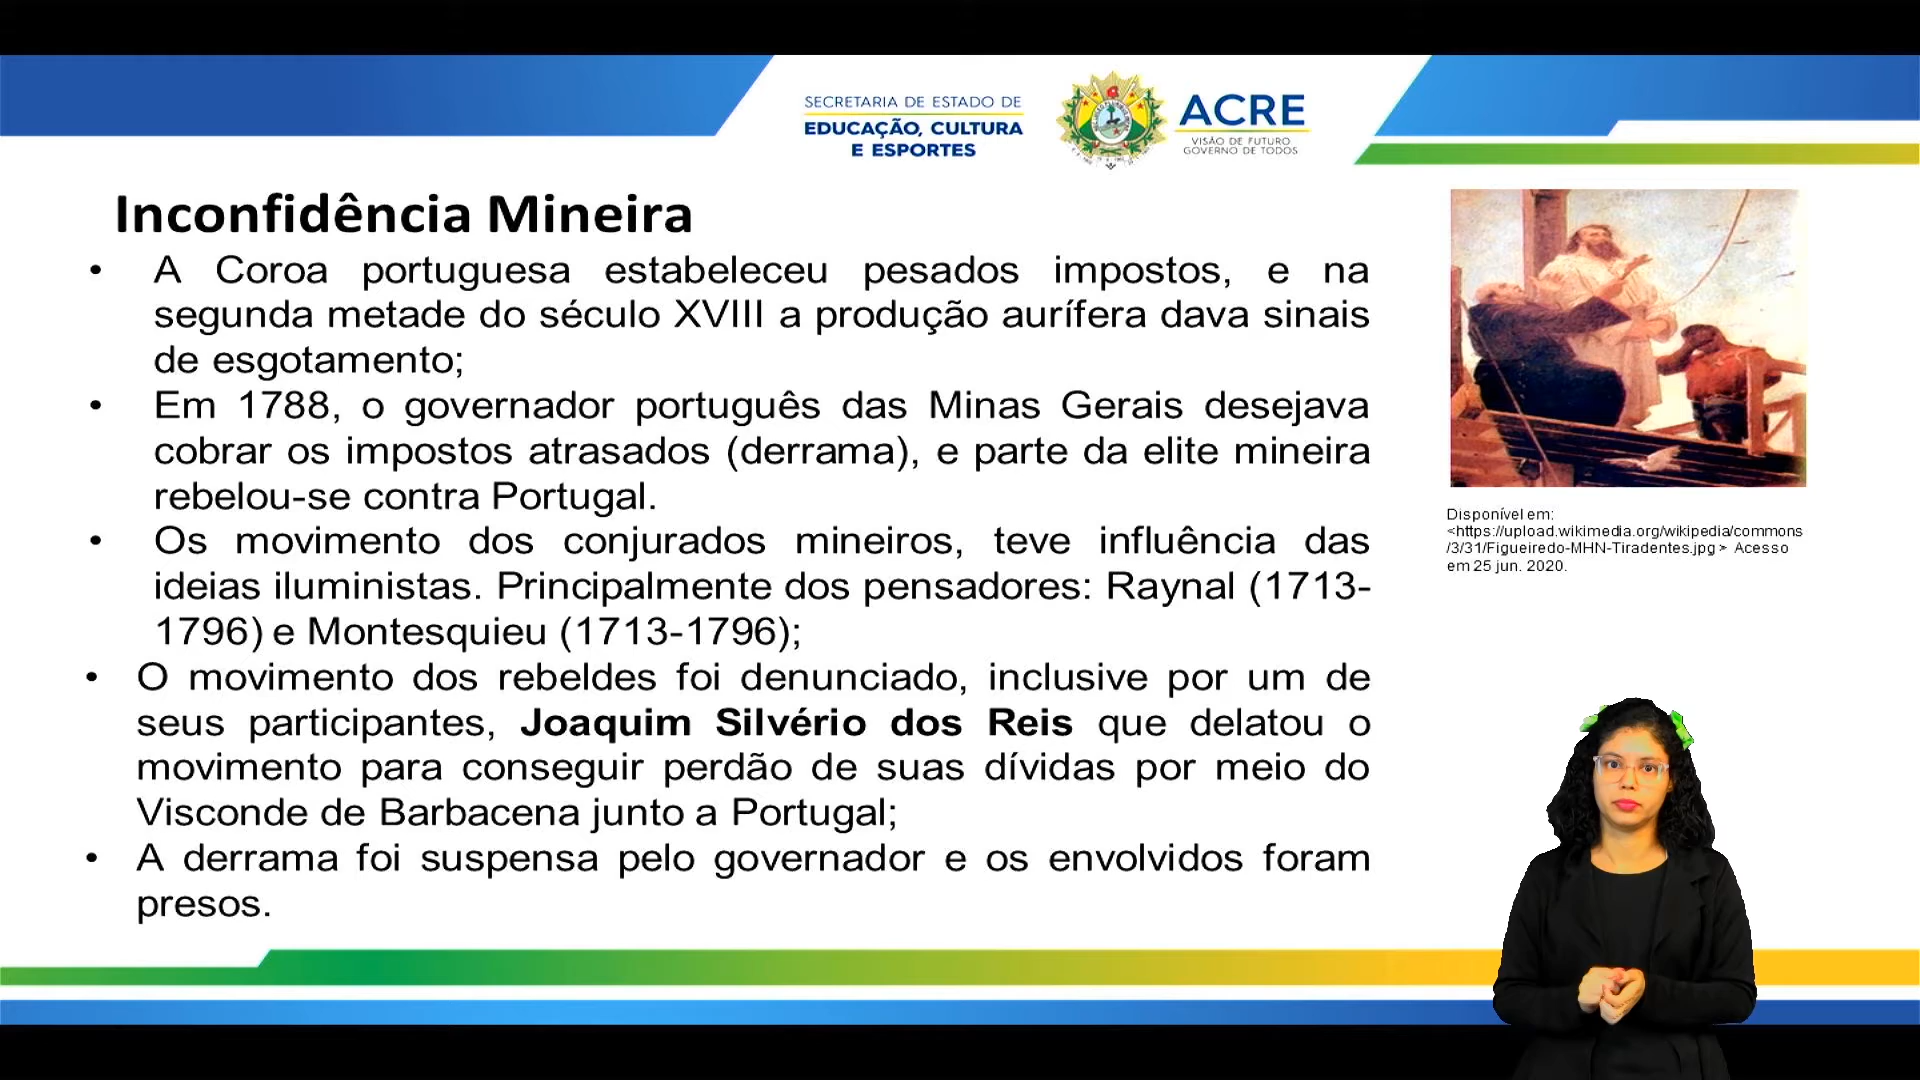 SECRETARIA DE ESTADO DE
EDUCAÇÃO, CULTURA
E ESPORTES
ACRE
VISÃO DE FUTURO
GOVERNO DE TODOS
Inconfidência Mineira
• A Coroa portuguesa estabeleceu pesados impostos, e na
segunda metade do século XVIII a produção aurífera dava sinais
de esgotamento;
• Em 1788, o governador português das Minas Gerais desejava
cobrar os impostos atrasados (derrama), e parte da elite mineira
rebelou-se contra Portugal.
• Os movimento dos conjurados mineiros, teve influência das
ideias iluministas. Principalmente dos pensadores: Raynal (1713-
1796) e Montesquieu (1713-1796);
• O movimento dos rebeldes foi denunciado, inclusive por um de
seus participantes, Joaquim Silvério dos Reis que delatou o
movimento para conseguir perdão de suas dívidas por meio do
Visconde de Barbacena junto a Portugal;
• A derrama foi suspensa pelo governador e os envolvidos foram
presos.
Disponível em:
<https://upload.wikimedia.org/wikipedia/commons
/3/31/Figueiredo-MHN-Tiradentes.jpg> Acesso
em 25 jun. 2020.